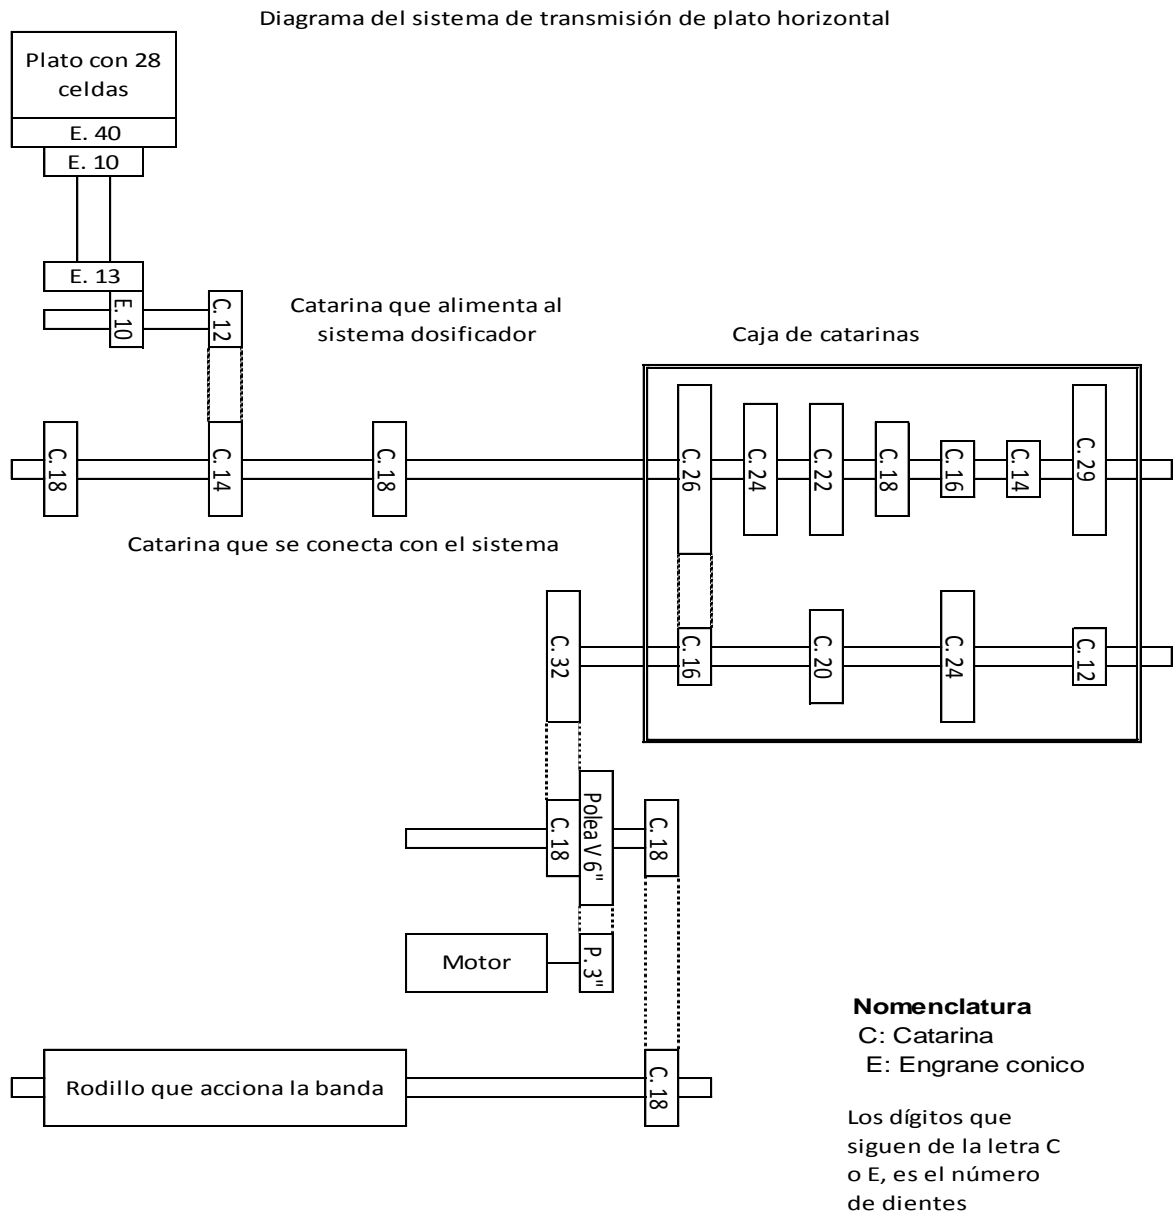 Diagrama del sistema de transmisión de plato horizontal
Plato con 28
celdas
E. 40
E. 10
E. 13
E. 10
C. 12
Catarina que alimenta al
sistema dosificador
Caja de catarinas
C. 18
C. 14
C. 18
C. 26
C. 24
C. 22
C. 18
C. 16
C. 14
C. 29
Catarina que se conecta con el sistema
C. 32
C. 16
C. 20
C. 24
C. 12
C. 18
Polea V 6"
C. 18
Motor
P. 3"
Rodillo que acciona la banda
C. 18
Nomenclatura
C: Catarina
E: Engrane conico
Los dígitos que
siguen de la letra C
o E, es el número
de dientes